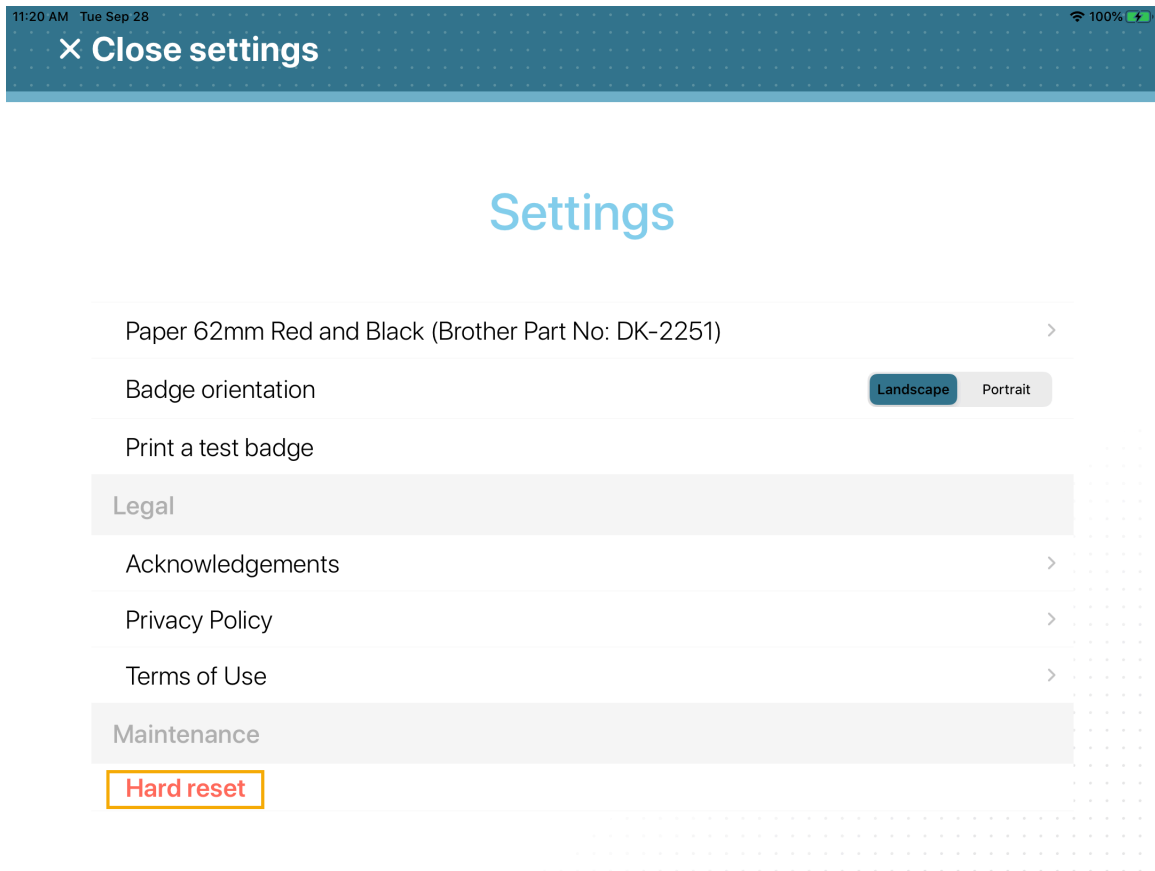 11:20 AM Tue Sep 28 100%
× Close settings
Settings
Paper 62mm Red and Black (Brother Part No: DK-2251)
Badge orientation Landscape Portrait
Print a test badge
Legal
Acknowledgements
Privacy Policy
Terms of Use
Maintenance
Hard reset